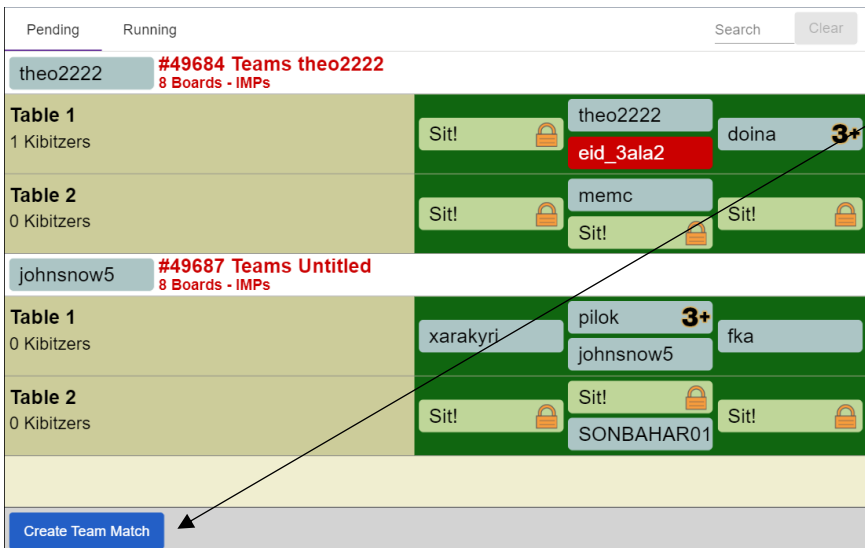 Pending Running Search Clear
theo2222 #49684 Teams theo2222
8 Boards - IMPs
Table 1
1 Kibitzers
theo2222
Sit! doina 3+
eid_3ala2
Table 2
0 Kibitzers
memc
Sit! Sit!
Sit!
johnsnow5 #49687 Teams Untitled
8 Boards - IMPs
Table 1
0 Kibitzers
pilok 3+
xarakyri fka
johnsnow5
Table 2
0 Kibitzers
Sit!
Sit! Sit!
SONBAHAR01
Create Team Match